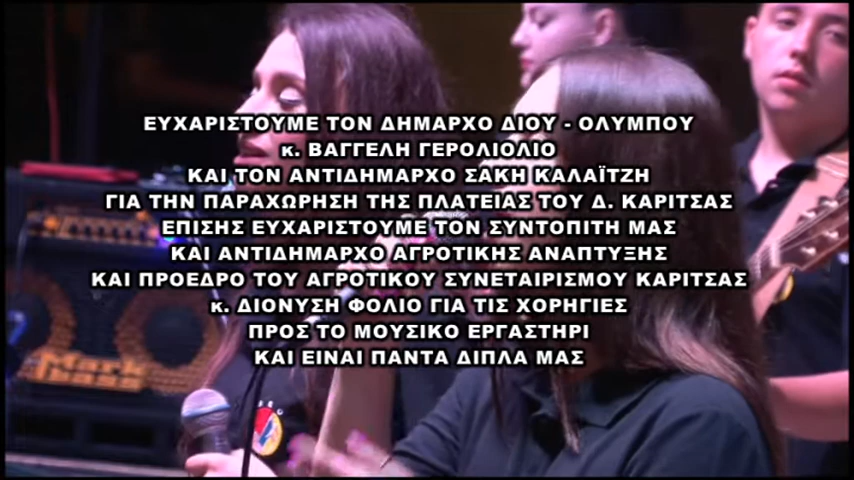 ΕΥΧΑΡΙΣΤΟΥΜΕ ΤΟΝ ΔΗΜΑΡΧΟ ΔΙΟΥ - ΟΛΥΜΠΟΥ
κ. ΒΑΓΓΕΛΗ ΓΕΡΟΛΙΟΛΙΟ
ΚΑΙ ΤΟΝ ΑΝΤΙΔΗΜΑΡΧΟ ΣΑΚΗ ΚΑΛΑΪΤΖΗ
ΓΙΑ ΤΗΝ ΠΑΡΑΧΩΡΗΣΗ ΤΗΣ ΠΛΑΤΕΙΑΣ ΤΟΥ Δ. ΚΑΡΙΤΣΑΣ
ΕΠΙΣΗΣ ΕΥΧΑΡΙΣΤΟΥΜΕ ΤΟΝ ΣΥΝΤΟΠΙΤΗ ΜΑΣ
ΚΑΙ ΑΝΤΙΔΗΜΑΡΧΟ ΑΓΡΟΤΙΚΗΣ ΑΝΑΠΤΥΞΗΣ
ΚΑΙ ΠΡΟΕΔΡΟ ΤΟΥ ΑΓΡΟΤΙΚΟΥ ΣΥΝΕΤΑΙΡΙΣΜΟΥ ΚΑΡΙΤΣΑΣ
κ. ΔΙΟΝΥΣΗ ΦΟΛΙΟ ΓΙΑ ΤΙΣ ΧΟΡΗΓΙΕΣ
ΠΡΟΣ ΤΟ ΜΟΥΣΙΚΟ ΕΡΓΑΣΤΗΡΙ
ΚΑΙ ΕΙΝΑΙ ΠΑΝΤΑ ΔΙΠΛΑ ΜΑΣ